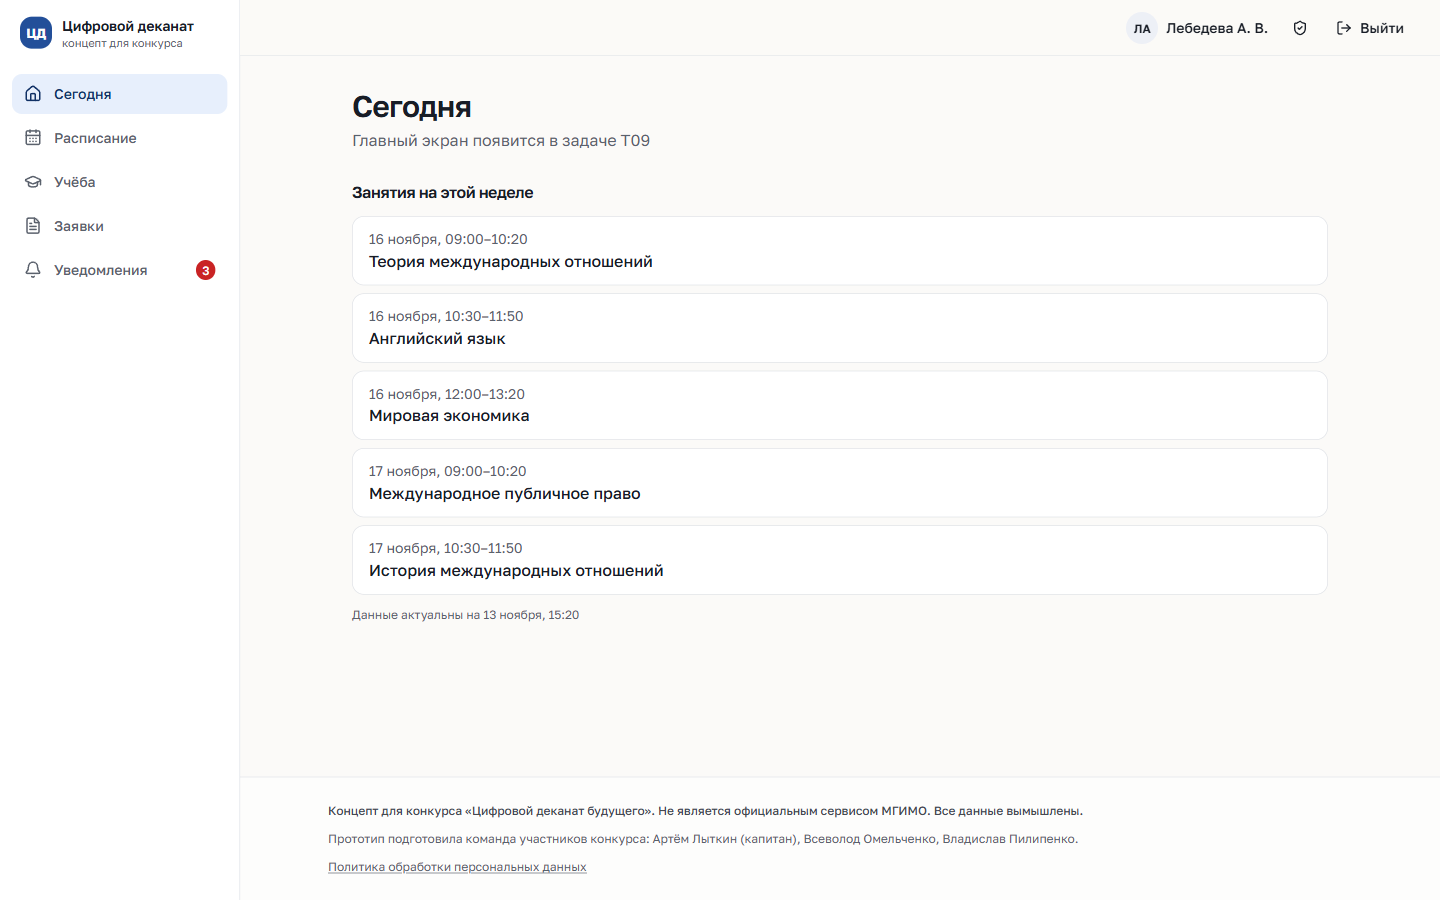 ЦД
Цифровой деканат
концепт для конкурса
Сегодня
Расписание
Учёба
Заявки
Уведомления 3
ЛА Лебедева А. В.
Выйти
Сегодня
Главный экран появится в задаче T09
Занятия на этой неделе
16 ноября, 09:00–10:20
Теория международных отношений
16 ноября, 10:30–11:50
Английский язык
16 ноября, 12:00–13:20
Мировая экономика
17 ноября, 09:00–10:20
Международное публичное право
17 ноября, 10:30–11:50
История международных отношений
Данные актуальны на 13 ноября, 15:20
Концепт для конкурса «Цифровой деканат будущего». Не является официальным сервисом МГИМО. Все данные вымышлены.
Прототип подготовила команда участников конкурса: Артём Лыткин (капитан), Всеволод Омельченко, Владислав Пилипенко.
Политика обработки персональных данных